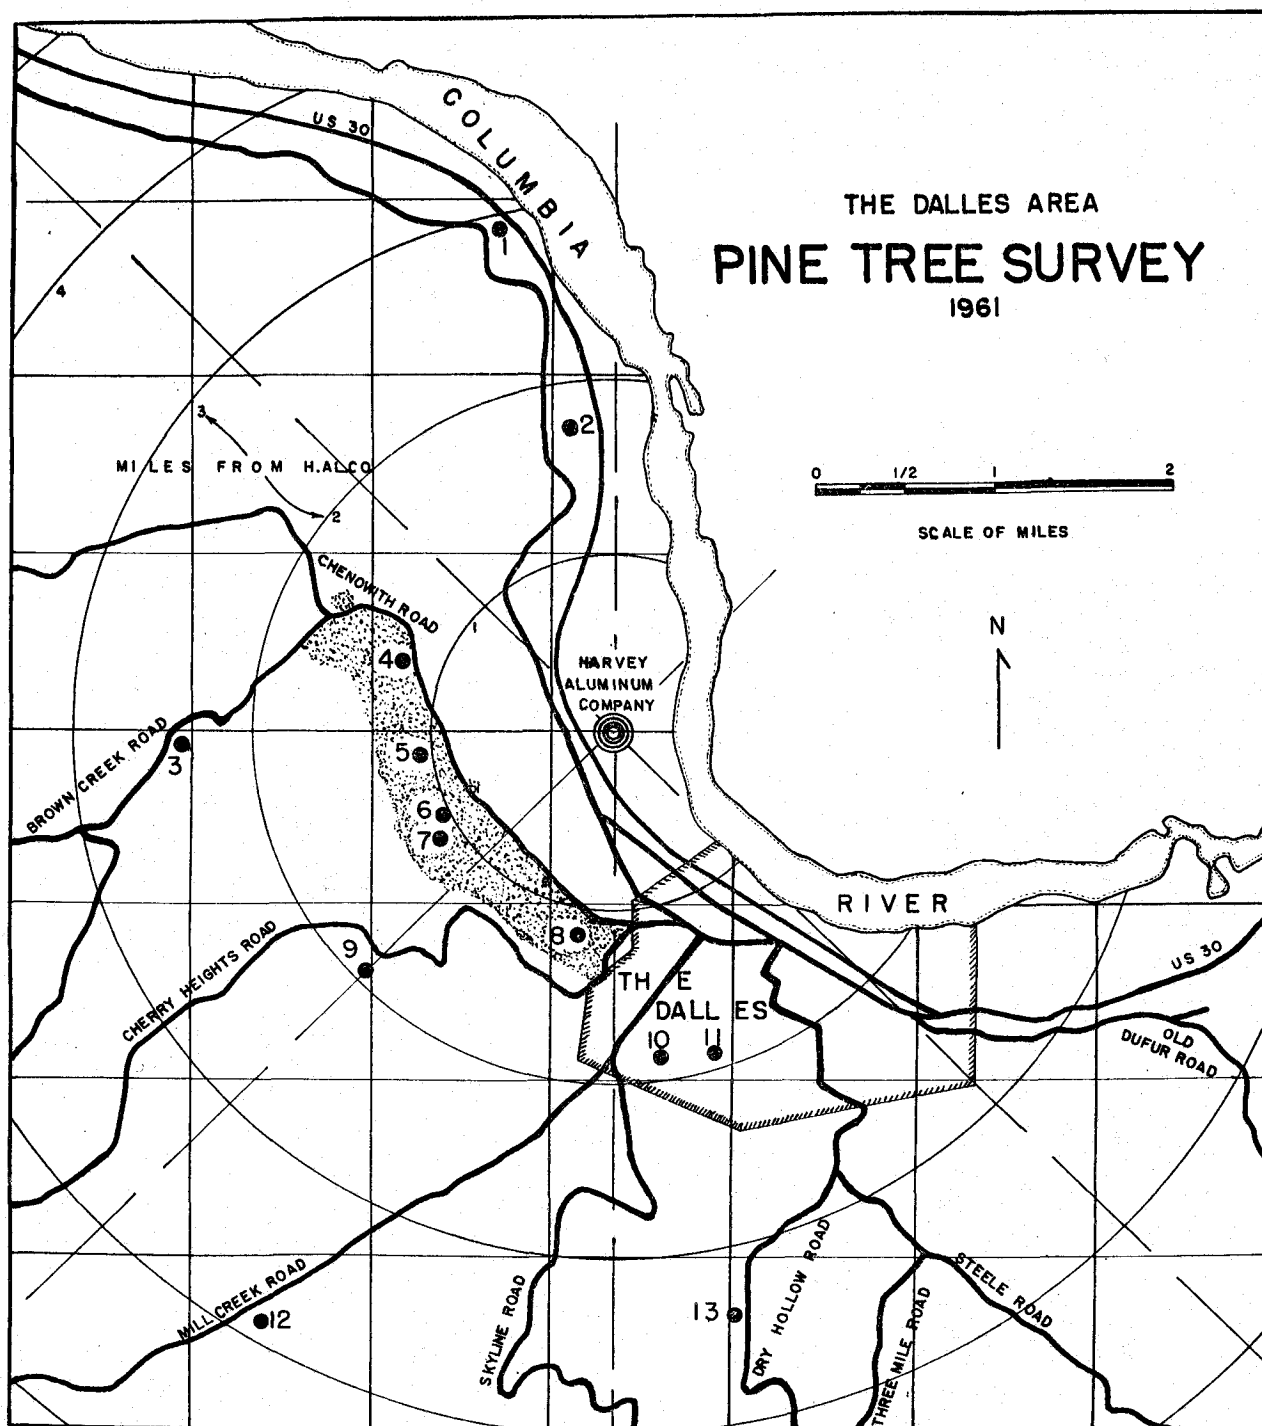 COLUMBIA
US 30
THE DALLES AREA
PINE TREE SURVEY
1961
1
4
2
3
MILES FROM H.ALCO
2
0 1/2 1 2
SCALE OF MILES
CHENOWITH ROAD
1
N
4
HARVEY
ALUMINUM
COMPANY
BROWN CREEK ROAD
3
5
6
7
RIVER
8
9
CHERRY HEIGHTS ROAD
THE
DALLES
10
11
US 30
OLD
DUFUR ROAD
MILL CREEK ROAD
12
SKYLINE ROAD
13
DRY HOLLOW ROAD
THREE MILE ROAD
STEELE ROAD